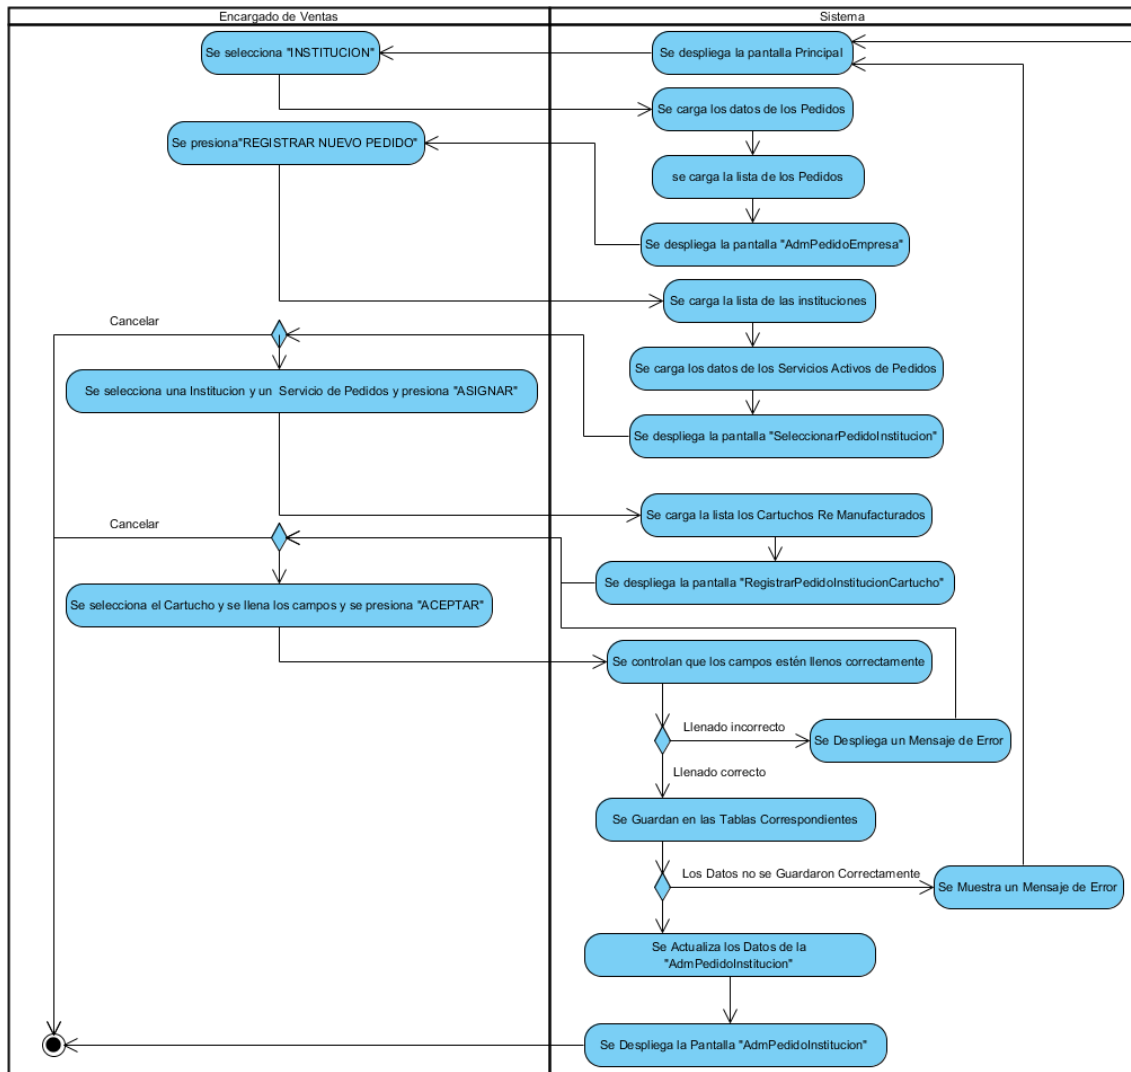 Encargado de Ventas
Sistema
Se selecciona "INSTITUCION"
Se despliega la pantalla Principal
Se carga los datos de los Pedidos
Se presiona"REGISTRAR NUEVO PEDIDO"
se carga la lista de los Pedidos
Se despliega la pantalla "AdmPedidoEmpresa"
Se carga la lista de las instituciones
Cancelar
Se carga los datos de los Servicios Activos de Pedidos
Se selecciona una Institucion y un Servicio de Pedidos y presiona "ASIGNAR"
Se despliega la pantalla "SeleccionarPedidoInstitucion"
Se carga la lista los Cartuchos Re Manufacturados
Cancelar
Se despliega la pantalla "RegistrarPedidoInstitucionCartucho"
Se selecciona el Cartucho y se llena los campos y se presiona "ACEPTAR"
Se controlan que los campos estén llenos correctamente
Llenado incorrecto
Se Despliega un Mensaje de Error
Llenado correcto
Se Guardan en las Tablas Correspondientes
Los Datos no se Guardaron Correctamente
Se Muestra un Mensaje de Error
Se Actualiza los Datos de la
"AdmPedidoInstitucion"
Se Despliega la Pantalla "AdmPedidoInstitucion"